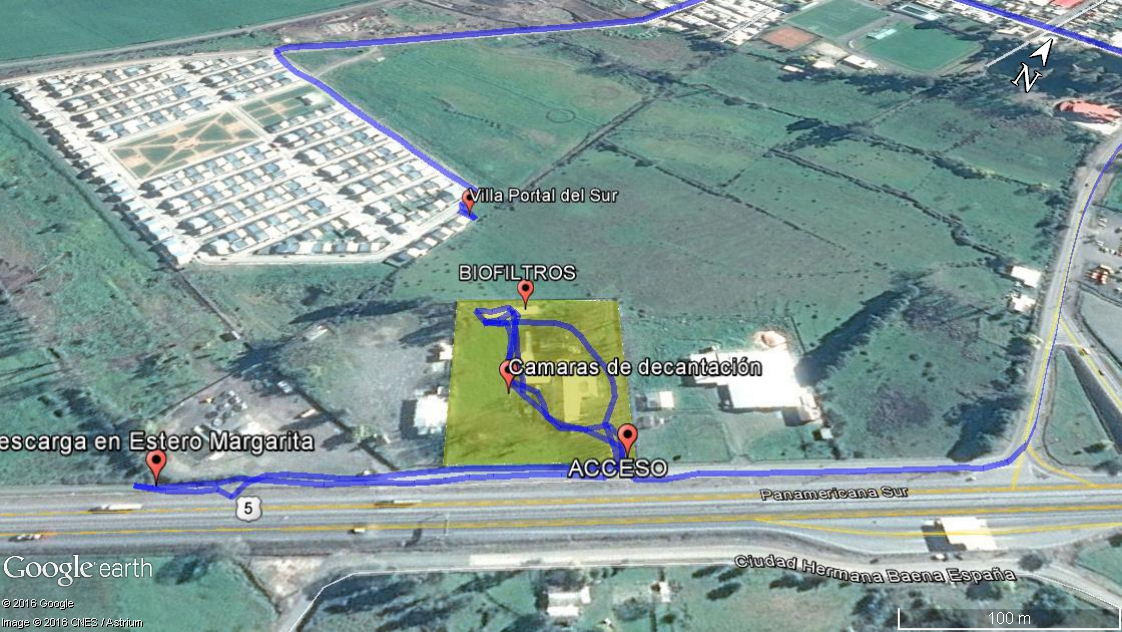 N
Villa Portal del Sur
BIOFILTROS
Camaras de decantación
escarga en Estero Margarita
ACCESO
Panamericana Sur
5
Ciudad Hermana Baena España
Google earth
© 2016 Google
Image © 2016 CNES / Astrium
100 m